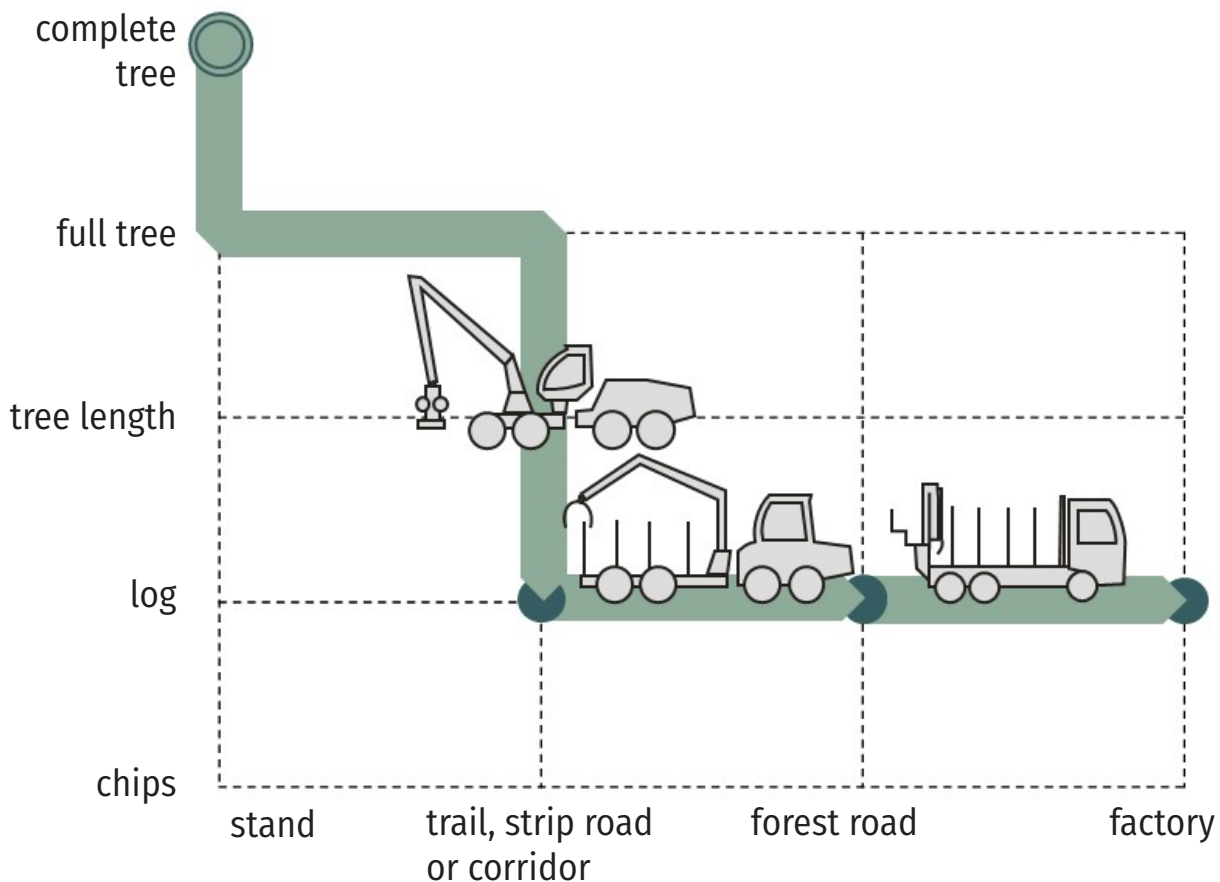 complete
tree
full tree
tree length
log
chips
stand
trail, strip road
or corridor
forest road
factory